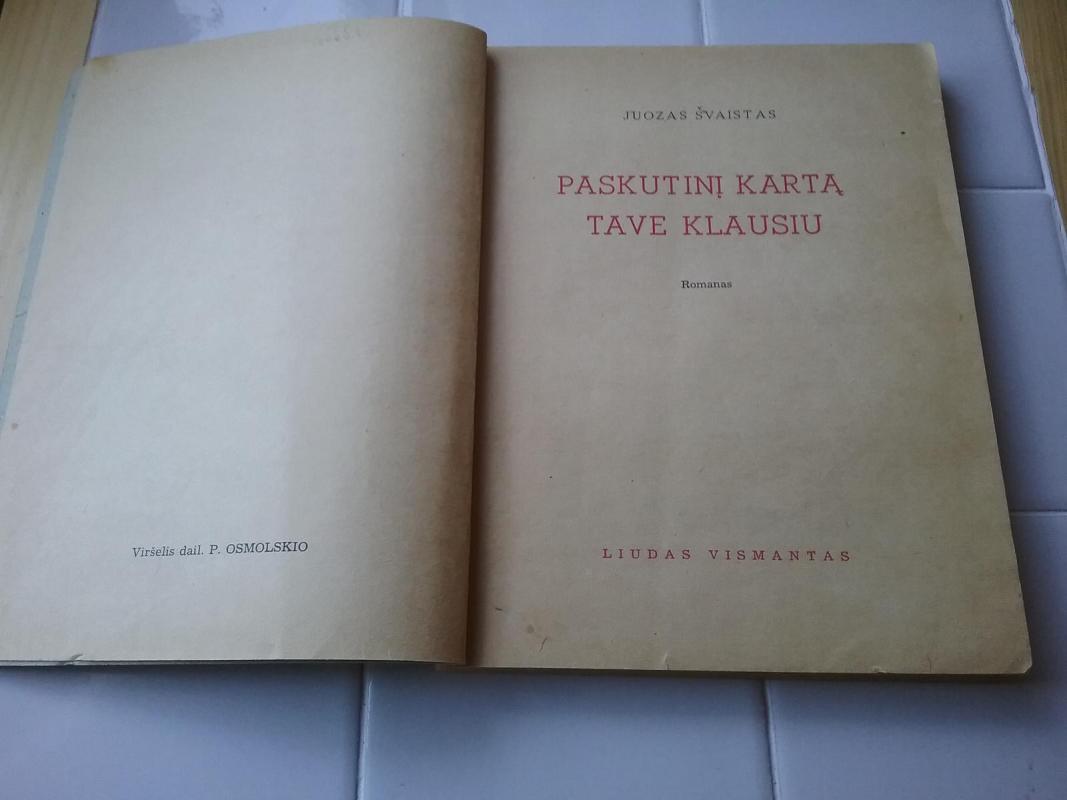 Viršelis dail. P. OSMOLSKIO
JUOZAS ŠVAISTAS
PASKUTINĮ KARTĄ
TAVE KLAUSIU
Romanas
LIUDAS VISMANTAS